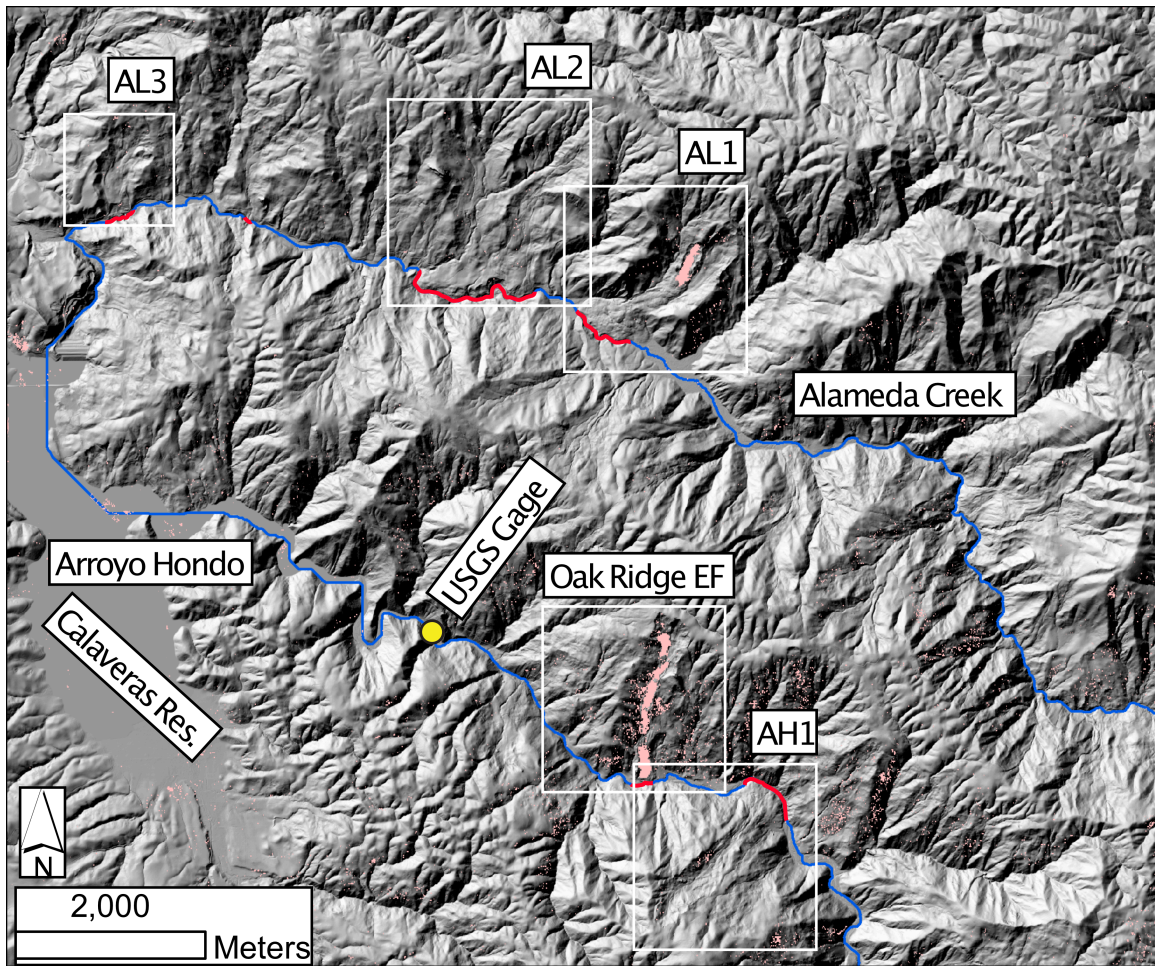 AL3
AL2
AL1
Alameda Creek
USGS Gage
Arroyo Hondo
Oak Ridge EF
Calaveras Res.
AH1
N
2,000
Meters